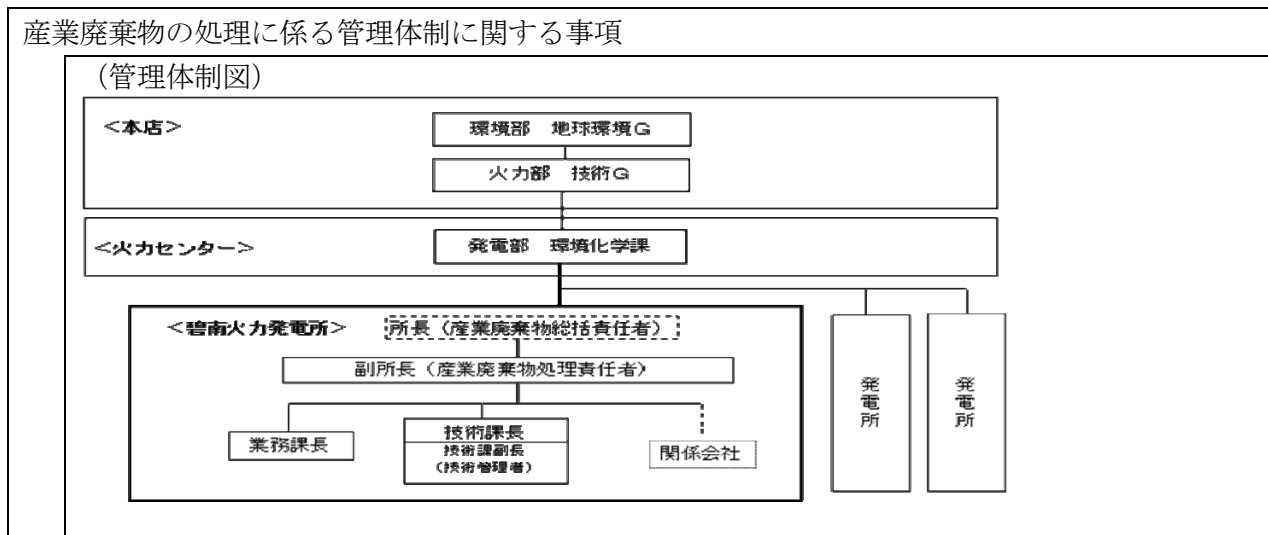 産業廃棄物の処理に係る管理体制に関する事項
（管理体制図）
＜本店＞
環境部 地球環境G
火力部 技術G
＜火力センター＞
発電部 環境化学課
＜碧南火力発電所＞
所長（産業廃棄物総括責任者）
副所長（産業廃棄物処理責任者）
業務課長
技術課長
技術課副長
（技術管理者）
関係会社
発電所
発電所